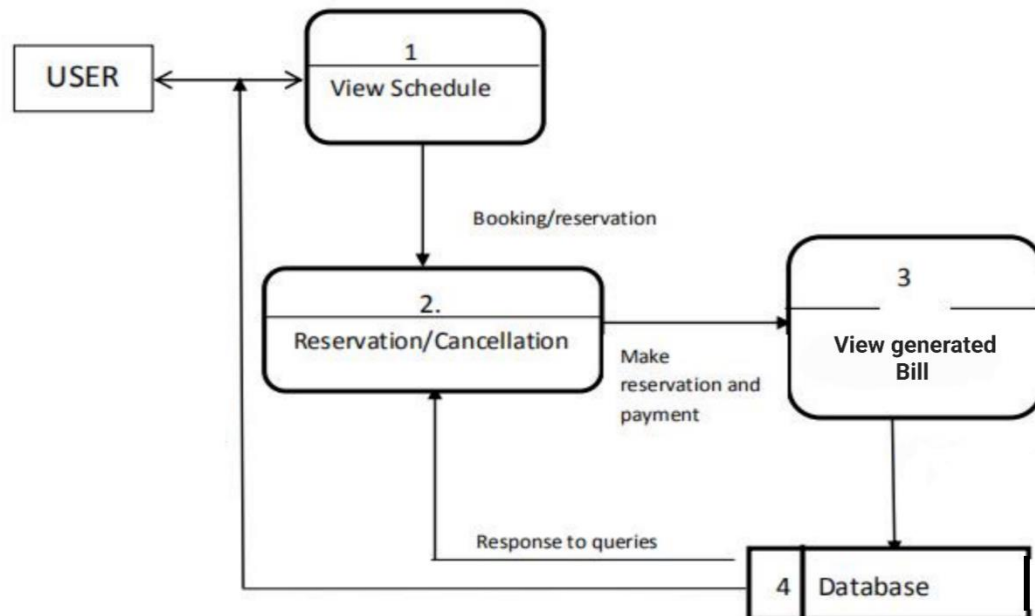 1
USER
View Schedule
Booking/reservation
2.
Reservation/Cancellation
3
View generated
Bill
Make
reservation and
payment
Response to queries
4 Database